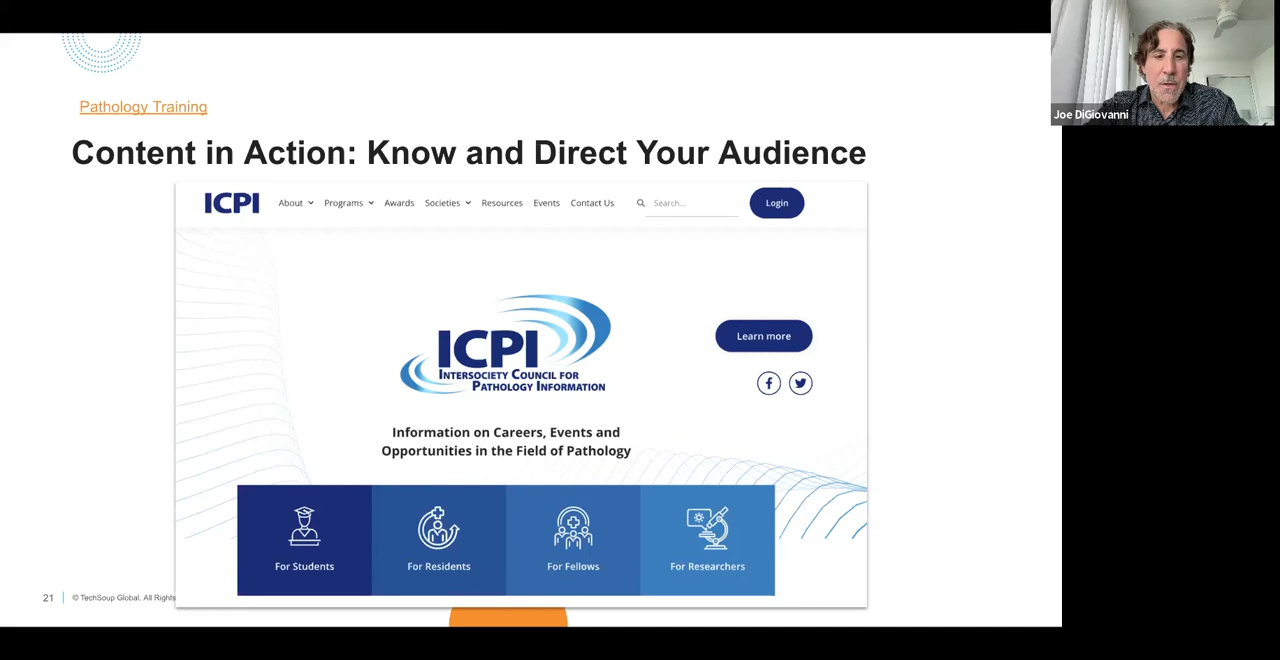 Pathology Training
Content in Action: Know and Direct Your Audience
ICPI About Programs Awards Societies Resources Events Contact Us Search... Login
ICPI
INTERSOCIETY COUNCIL FOR
PATHOLOGY INFORMATION
Learn more
Information on Careers, Events and
Opportunities in the Field of Pathology
For Students For Residents For Fellows For Researchers
21 © TechSoup Global. All Rights
Joe DiGiovanni